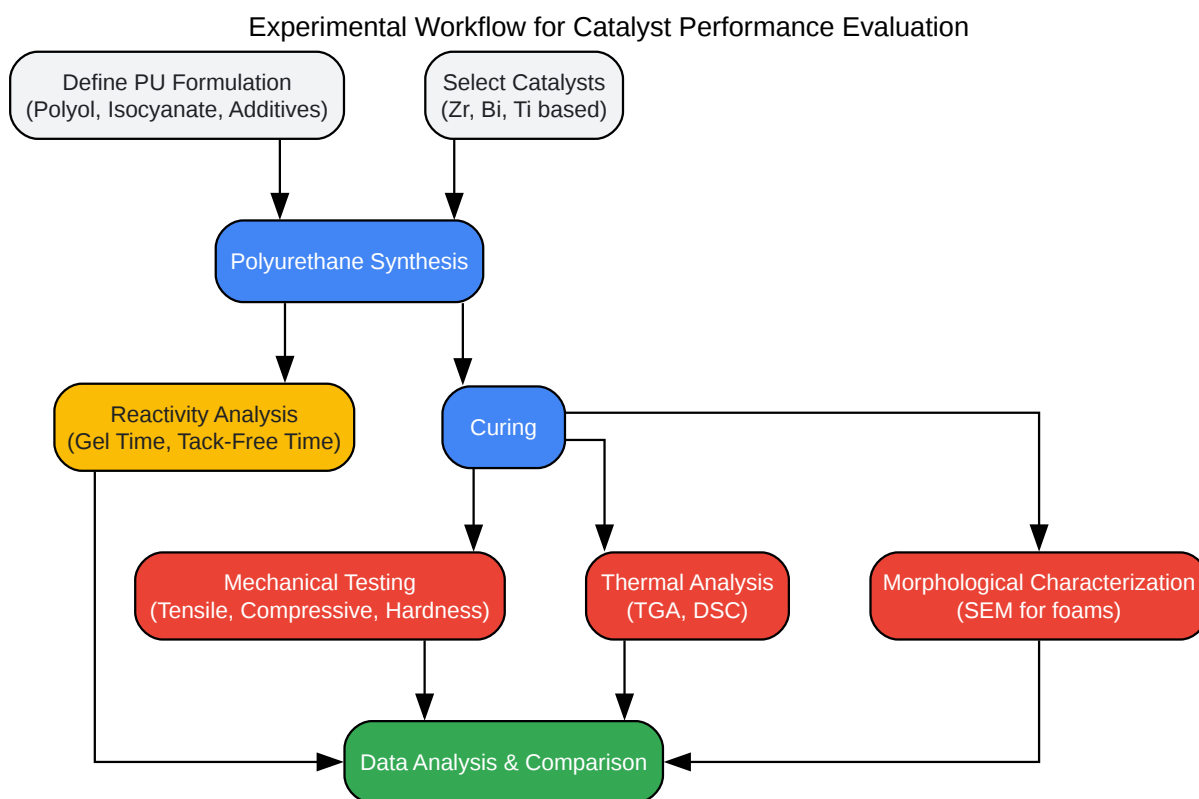 Experimental Workflow for Catalyst Performance Evaluation
Define PU Formulation
(Polyol, Isocyanate, Additives)
Select Catalysts
(Zr, Bi, Ti based)
Polyurethane Synthesis
Reactivity Analysis
(Gel Time, Tack-Free Time)
Curing
Mechanical Testing
(Tensile, Compressive, Hardness)
Thermal Analysis
(TGA, DSC)
Morphological Characterization
(SEM for foams)
Data Analysis & Comparison